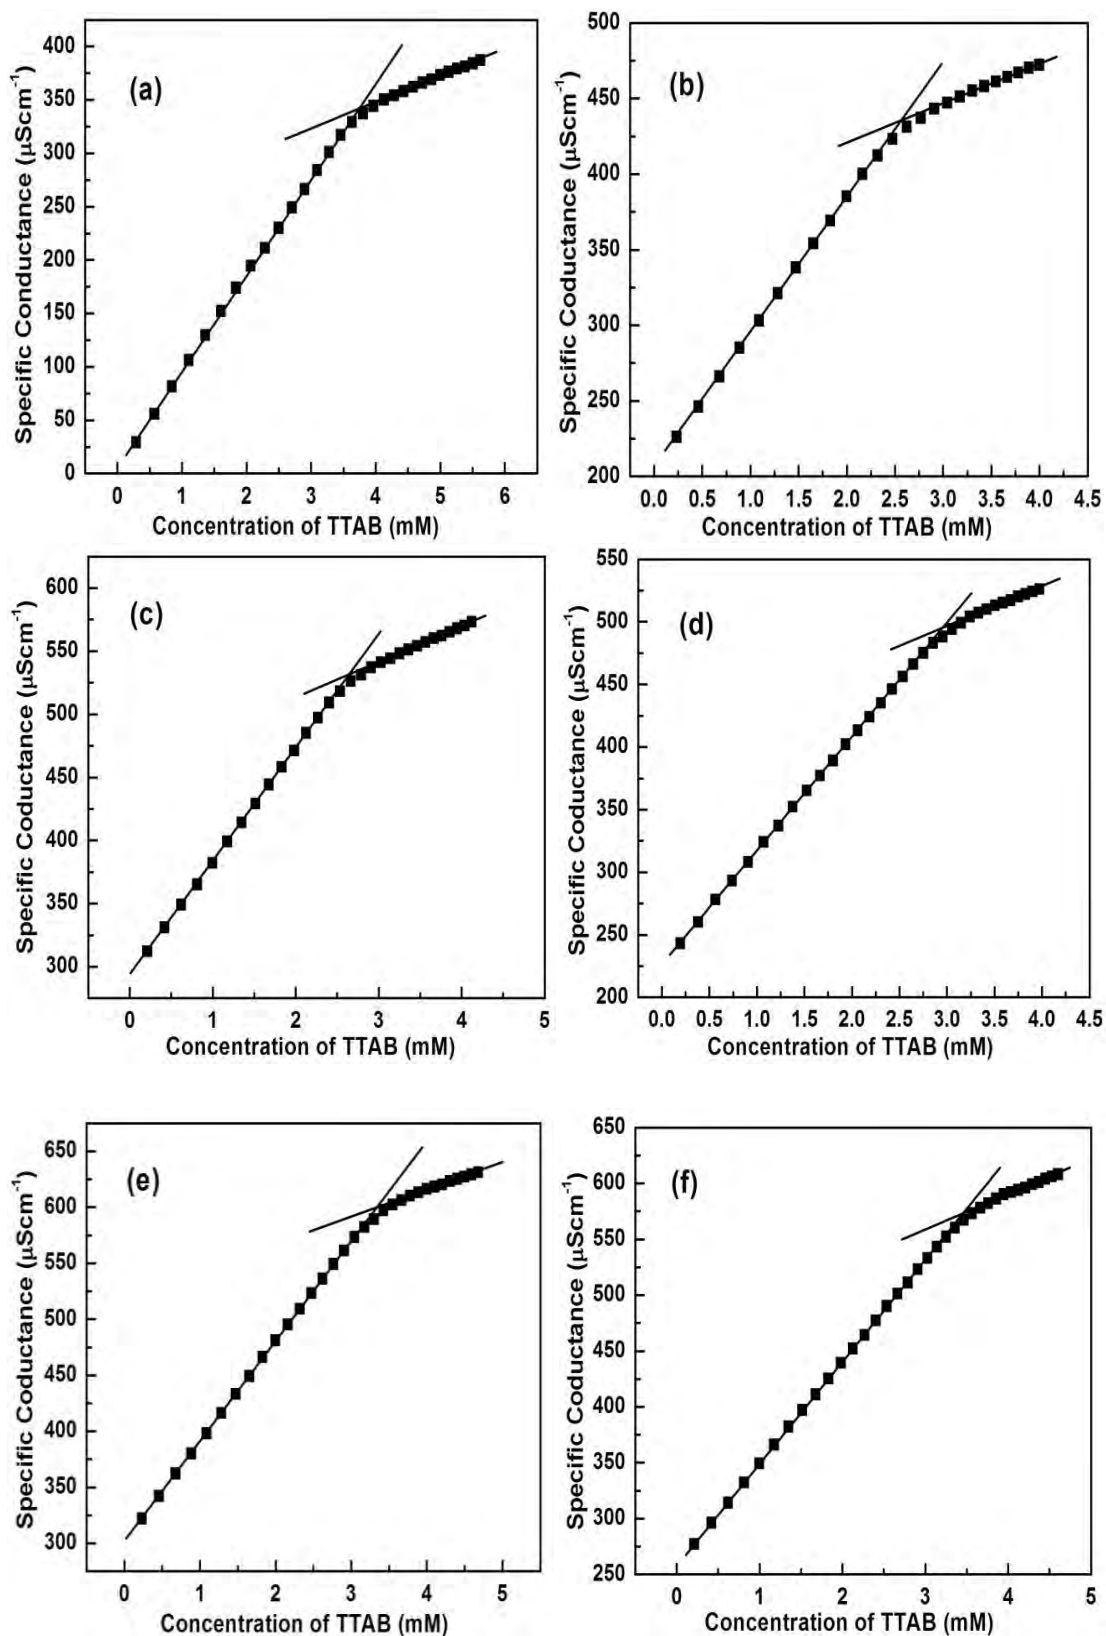 (a)
Specific Conductance (µScm⁻¹)
400
350
300
250
200
150
100
50
0
0 1 2 3 4 5 6
Concentration of TTAB (mM)
(b)
Specific Coductance (µScm⁻¹)
500
450
400
350
300
250
200
0.0 0.5 1.0 1.5 2.0 2.5 3.0 3.5 4.0 4.5
Concentration of TTAB (mM)
(c)
Specific Coductance (µScm⁻¹)
600
550
500
450
400
350
300
0 1 2 3 4 5
Concentration of TTAB (mM)
(d)
Specific Coductance (µScm⁻¹)
550
500
450
400
350
300
250
200
0.0 0.5 1.0 1.5 2.0 2.5 3.0 3.5 4.0 4.5
Concentration of TTAB (mM)
(e)
Specific Coductance (µScm⁻¹)
650
600
550
500
450
400
350
300
0 1 2 3 4 5
Concentration of TTAB (mM)
(f)
Specific Coductance (µScm⁻¹)
650
600
550
500
450
400
350
300
250
0 1 2 3 4 5
Concentration of TTAB (mM)